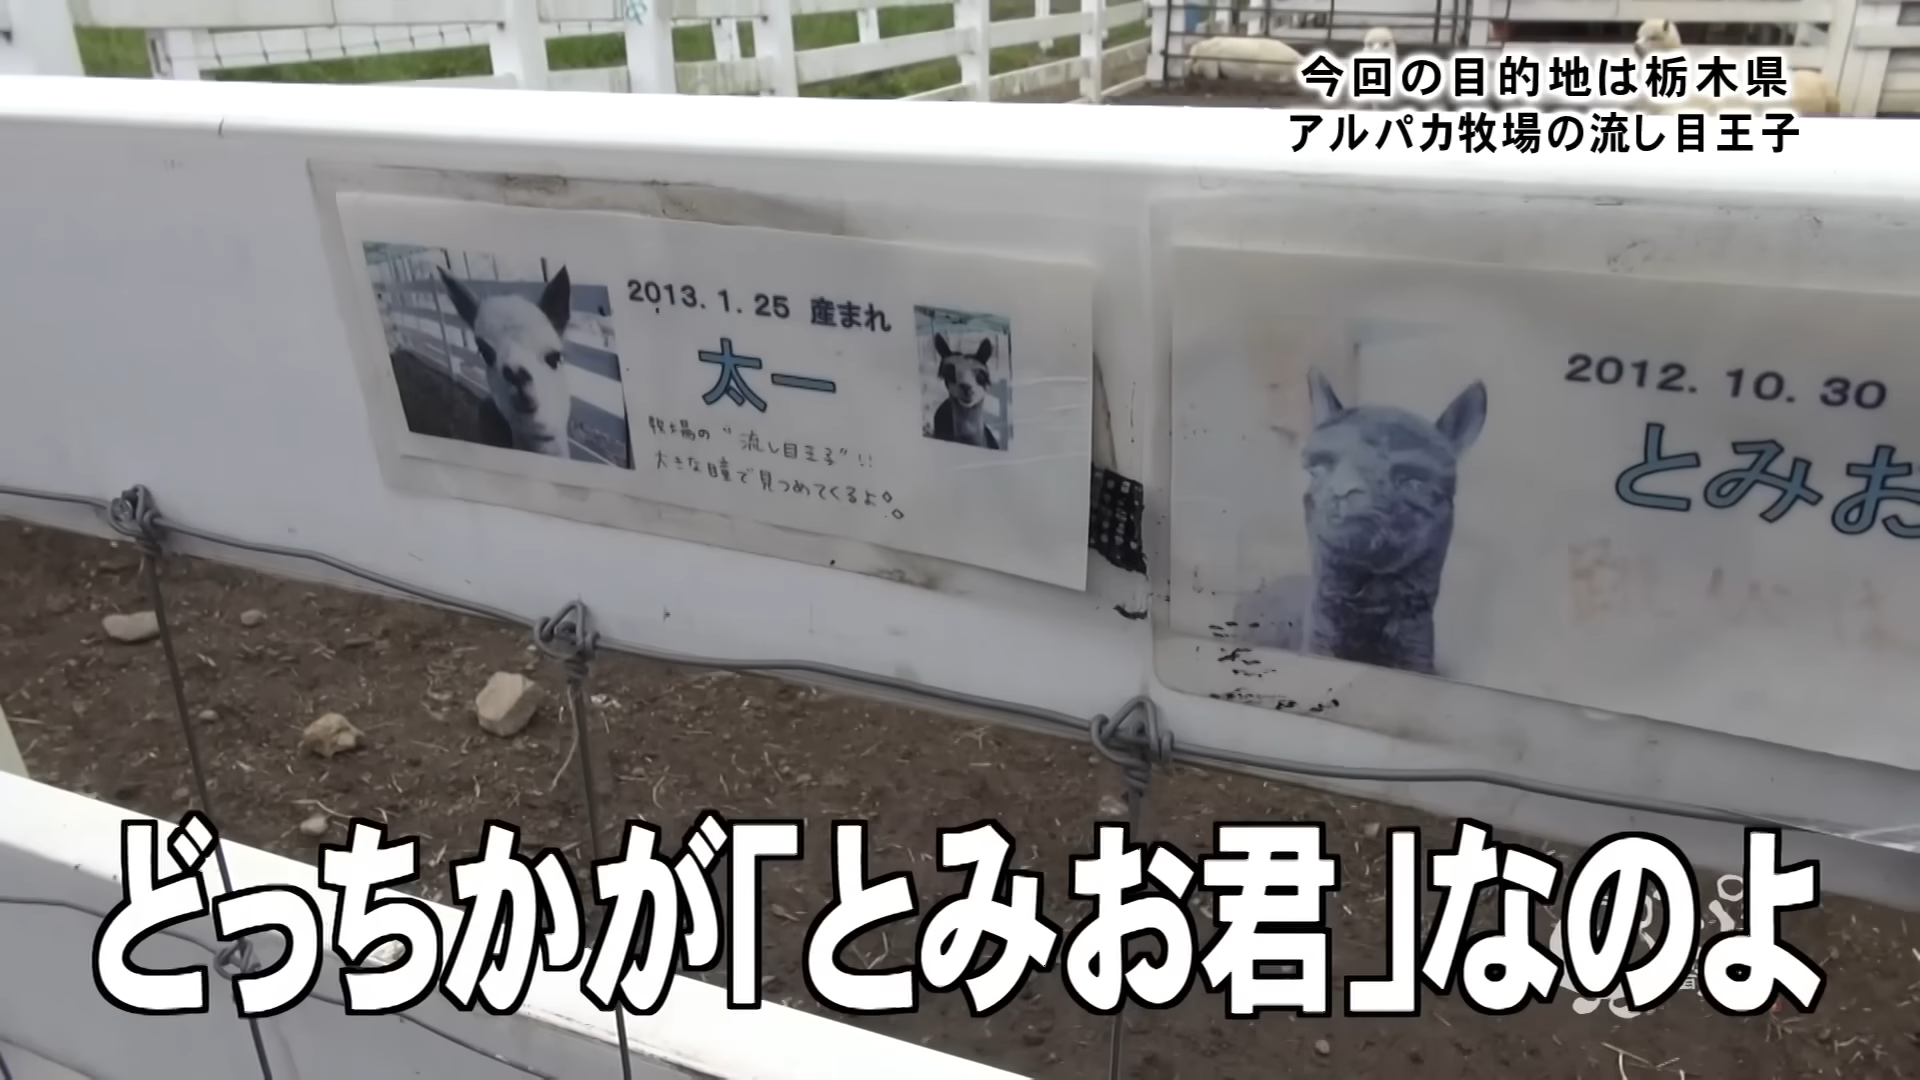 今回の目的地は栃木県
アルパカ牧場の流し目王子
2013.1.25 産まれ
太一
牧場の“流し目王子”!!
大きな瞳で見つめてくるよ。
2012.10.30
とみお
どっちかが「とみお君」なのよ